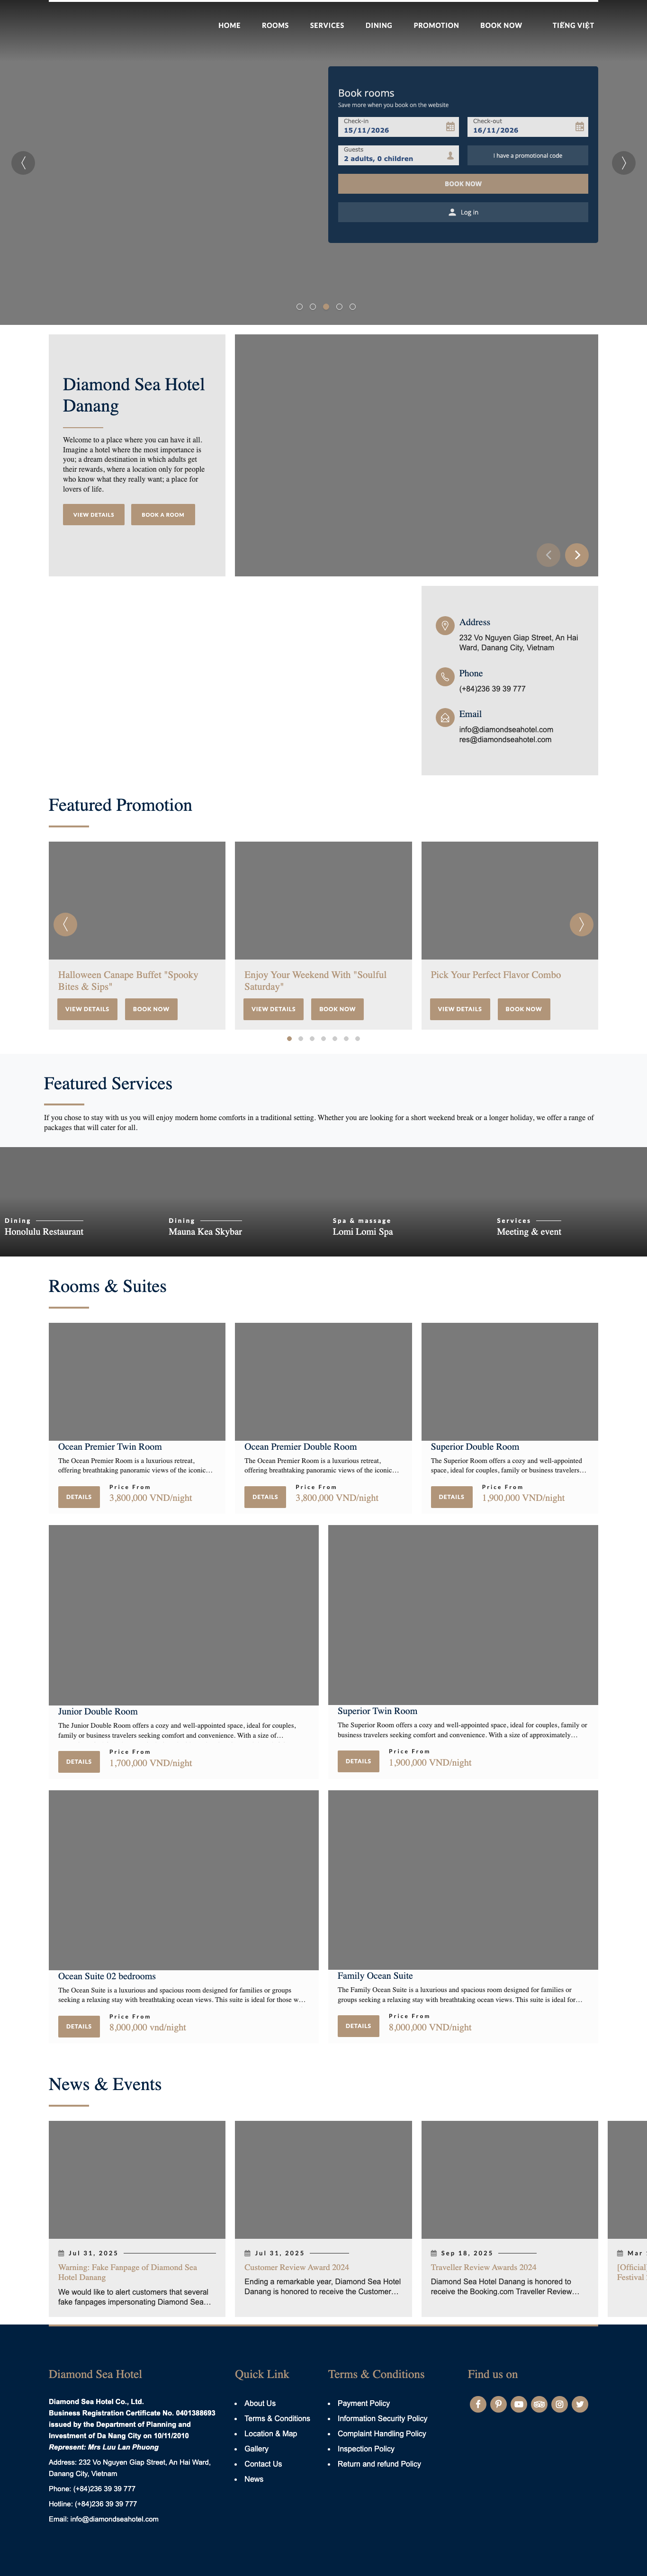 HOME ROOMS SERVICES DINING PROMOTION BOOK NOW TIẾNG VIỆT
Book rooms
Save more when you book on the website
Check-in
15/11/2026
Check-out
16/11/2026
Guests
2 adults, 0 children
I have a promotional code
BOOK NOW
Log in
Diamond Sea Hotel
Danang
Welcome to a place where you can have it all.
Imagine a hotel where the most importance is
you; a dream destination in which adults get
their rewards, where a location only for people
who know what they really want; a place for
lovers of life.
VIEW DETAILS BOOK A ROOM
Address
232 Vo Nguyen Giap Street, An Hai
Ward, Danang City, Vietnam
Phone
(+84)236 39 39 777
Email
info@diamondseahotel.com
res@diamondseahotel.com
Featured Promotion
Halloween Canape Buffet "Spooky
Bites & Sips"
VIEW DETAILS BOOK NOW
Enjoy Your Weekend With "Soulful
Saturday"
VIEW DETAILS BOOK NOW
Pick Your Perfect Flavor Combo
VIEW DETAILS BOOK NOW
Featured Services
If you chose to stay with us you will enjoy modern home comforts in a traditional setting. Whether you are looking for a short weekend break or a longer holiday, we offer a range of
packages that will cater for all.
Dining
Honolulu Restaurant
Dining
Mauna Kea Skybar
Spa & massage
Lomi Lomi Spa
Services
Meeting & event
Rooms & Suites
Ocean Premier Twin Room
The Ocean Premier Room is a luxurious retreat,
offering breathtaking panoramic views of the iconic...
DETAILS
Price From
3,800,000 VND/night
Ocean Premier Double Room
The Ocean Premier Room is a luxurious retreat,
offering breathtaking panoramic views of the iconic...
DETAILS
Price From
3,800,000 VND/night
Superior Double Room
The Superior Room offers a cozy and well-appointed
space, ideal for couples, family or business travelers...
DETAILS
Price From
1,900,000 VND/night
Junior Double Room
The Junior Double Room offers a cozy and well-appointed space, ideal for couples,
family or business travelers seeking comfort and convenience. With a size of...
DETAILS
Price From
1,700,000 VND/night
Superior Twin Room
The Superior Room offers a cozy and well-appointed space, ideal for couples, family or
business travelers seeking comfort and convenience. With a size of approximately...
DETAILS
Price From
1,900,000 VND/night
Ocean Suite 02 bedrooms
The Ocean Suite is a luxurious and spacious room designed for families or groups
seeking a relaxing stay with breathtaking ocean views. This suite is ideal for those w...
DETAILS
Price From
8,000,000 vnd/night
Family Ocean Suite
The Family Ocean Suite is a luxurious and spacious room designed for families or
groups seeking a relaxing stay with breathtaking ocean views. This suite is ideal for...
DETAILS
Price From
8,000,000 VND/night
News & Events
Jul 31, 2025
Warning: Fake Fanpage of Diamond Sea
Hotel Danang
We would like to alert customers that several
fake fanpages impersonating Diamond Sea...
Jul 31, 2025
Customer Review Award 2024
Ending a remarkable year, Diamond Sea Hotel
Danang is honored to receive the Customer...
Sep 18, 2025
Traveller Review Awards 2024
Diamond Sea Hotel Danang is honored to
receive the Booking.com Traveller Review...
Mar
[Official]
Festival
Diamond Sea Hotel
Diamond Sea Hotel Co., Ltd.
Business Registration Certificate No. 0401388693
issued by the Department of Planning and
Investment of Da Nang City on 10/11/2010
Represent: Mrs Luu Lan Phuong
Address: 232 Vo Nguyen Giap Street, An Hai Ward,
Danang City, Vietnam
Phone: (+84)236 39 39 777
Hotline: (+84)236 39 39 777
Email: info@diamondseahotel.com
Quick Link
About Us
Terms & Conditions
Location & Map
Gallery
Contact Us
News
Terms & Conditions
Payment Policy
Information Security Policy
Complaint Handling Policy
Inspection Policy
Return and refund Policy
Find us on